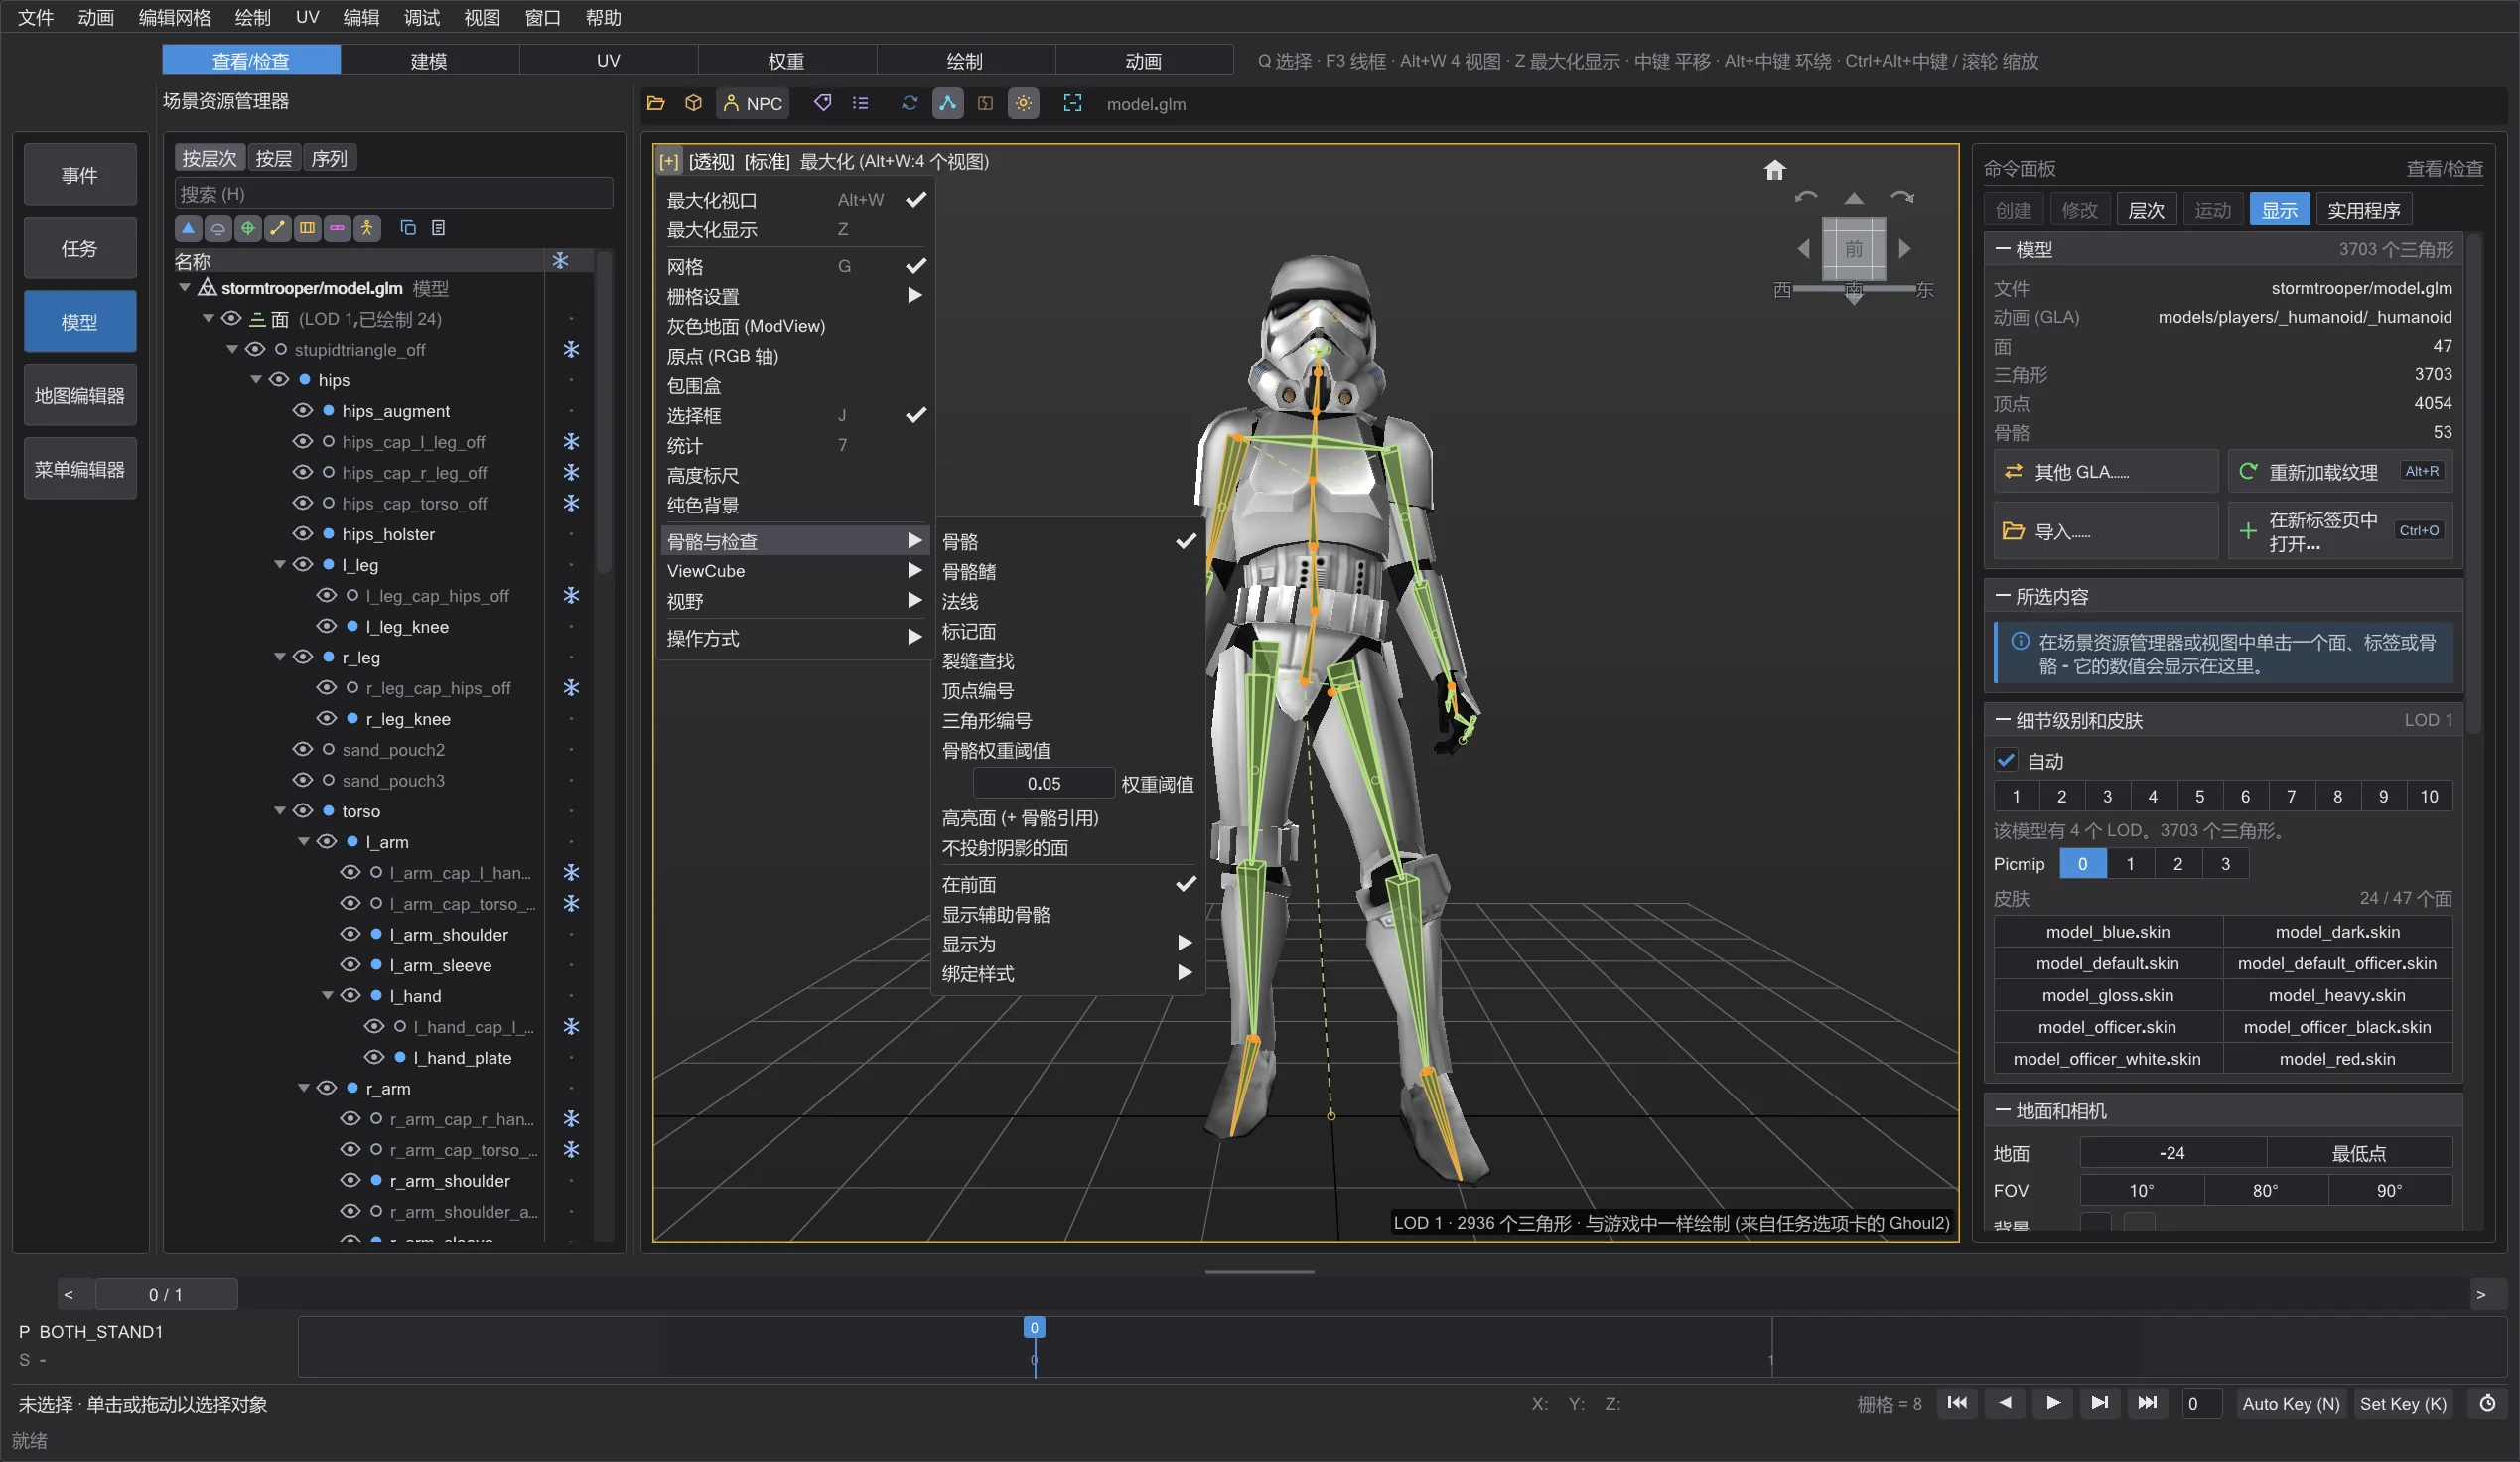 文件 动画 编辑网格 绘制 UV 编辑 调试 视图 窗口 帮助
查看/检查 建模 UV 权重 绘制 动画 Q 选择 · F3 线框 · Alt+W 4 视图 · Z 最大化显示 · 中键 平移 · Alt+中键 环绕 · Ctrl+Alt+中键 / 滚轮 缩放
场景资源管理器
NPC model.glm
事件
任务
模型
地图编辑器
菜单编辑器
按层次 按层 序列
搜索 (H)
名称
stormtrooper/model.glm 模型
面 (LOD 1,已绘制 24)
stupidtriangle_off
hips
hips_augment
hips_cap_l_leg_off
hips_cap_r_leg_off
hips_cap_torso_off
hips_holster
l_leg
l_leg_cap_hips_off
l_leg_knee
r_leg
r_leg_cap_hips_off
r_leg_knee
sand_pouch2
sand_pouch3
torso
l_arm
l_arm_cap_l_han...
l_arm_cap_torso_...
l_arm_shoulder
l_arm_sleeve
l_hand
l_hand_cap_l_...
l_hand_plate
r_arm
r_arm_cap_r_han...
r_arm_cap_torso_...
r_arm_shoulder
r_arm_shoulder_a...
r_arm_sleeve
[+] [透视] [标准] 最大化 (Alt+W:4 个视图)
最大化视口 Alt+W
最大化显示 Z
网格 G
栅格设置
灰色地面 (ModView)
原点 (RGB 轴)
包围盒
选择框 J
统计 7
高度标尺
纯色背景
骨骼与检查
ViewCube
视野
操作方式
骨骼
骨骼鳍
法线
标记面
裂缝查找
顶点编号
三角形编号
骨骼权重阈值
0.05 权重阈值
高亮面 (+ 骨骼引用)
不投射阴影的面
在前面
显示辅助骨骼
显示为
绑定样式
前
西 南 东
LOD 1 · 2936 个三角形 · 与游戏中一样绘制 (来自任务选项卡的 Ghoul2)
命令面板 查看/检查
创建 修改 层次 运动 显示 实用程序
模型 3703 个三角形
文件 stormtrooper/model.glm
动画 (GLA) models/players/_humanoid/_humanoid
面 47
三角形 3703
顶点 4054
骨骼 53
其他 GLA...... 重新加载纹理 Alt+R
导入...... 在新标签页中打开... Ctrl+O
所选内容
在场景资源管理器或视图中单击一个面、标签或骨
骼 - 它的数值会显示在这里。
细节级别和皮肤 LOD 1
自动
1 2 3 4 5 6 7 8 9 10
该模型有 4 个 LOD。3703 个三角形。
Picmip 0 1 2 3
皮肤 24 / 47 个面
model_blue.skin model_dark.skin
model_default.skin model_default_officer.skin
model_gloss.skin model_heavy.skin
model_officer.skin model_officer_black.skin
model_officer_white.skin model_red.skin
地面和相机
地面 -24 最低点
FOV 10° 80° 90°
背景
< 0 / 1 >
P BOTH_STAND1
S -
0
0 1
未选择 · 单击或拖动以选择对象 X: Y: Z: 栅格 = 8 0 Auto Key (N) Set Key (K)
就绪